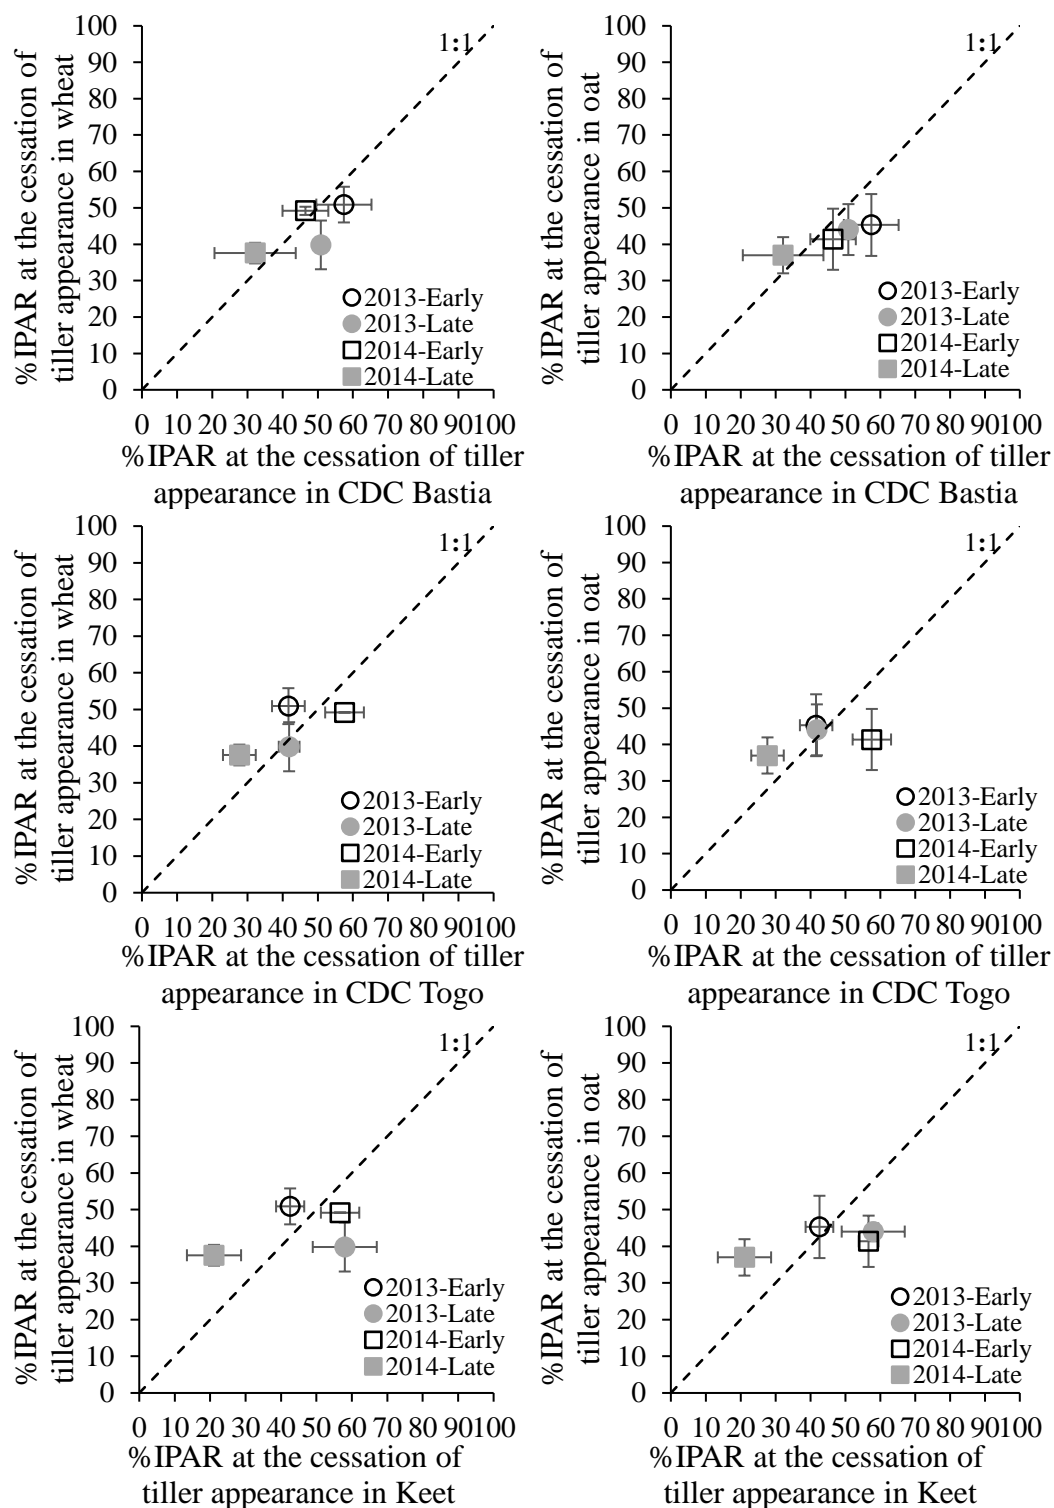 %IPAR at the cessation of
tiller appearance in wheat
100
90
80
70
60
50
40
30
20
10
0
1:1
2013-Early
2013-Late
2014-Early
2014-Late
0 10 20 30 40 50 60 70 80 90100
%IPAR at the cessation of tiller
appearance in CDC Bastia
%IPAR at the cessation of
tiller appearance in oat
100
90
80
70
60
50
40
30
20
10
0
1:1
2013-Early
2013-Late
2014-Early
2014-Late
0 10 20 30 40 50 60 70 80 90100
%IPAR at the cessation of tiller
appearance in CDC Bastia
%IPAR at the cessation of
tiller appearance in wheat
100
90
80
70
60
50
40
30
20
10
0
1:1
2013-Early
2013-Late
2014-Early
2014-Late
0 10 20 30 40 50 60 70 80 90100
%IPAR at the cessation of tiller
appearance in CDC Togo
%IPAR at the cessation of
tiller appearance in oat
100
90
80
70
60
50
40
30
20
10
0
1:1
2013-Early
2013-Late
2014-Early
2014-Late
0 10 20 30 40 50 60 70 80 90100
%IPAR at the cessation of tiller
appearance in CDC Togo
%IPAR at the cessation of
tiller appearance in wheat
100
90
80
70
60
50
40
30
20
10
0
1:1
2013-Early
2013-Late
2014-Early
2014-Late
0 10 20 30 40 50 60 70 80 90100
%IPAR at the cessation of
tiller appearance in Keet
%IPAR at the cessation of
tiller appearance in oat
100
90
80
70
60
50
40
30
20
10
0
1:1
2013-Early
2013-Late
2014-Early
2014-Late
0 10 20 30 40 50 60 70 80 90100
%IPAR at the cessation of
tiller appearance in Keet